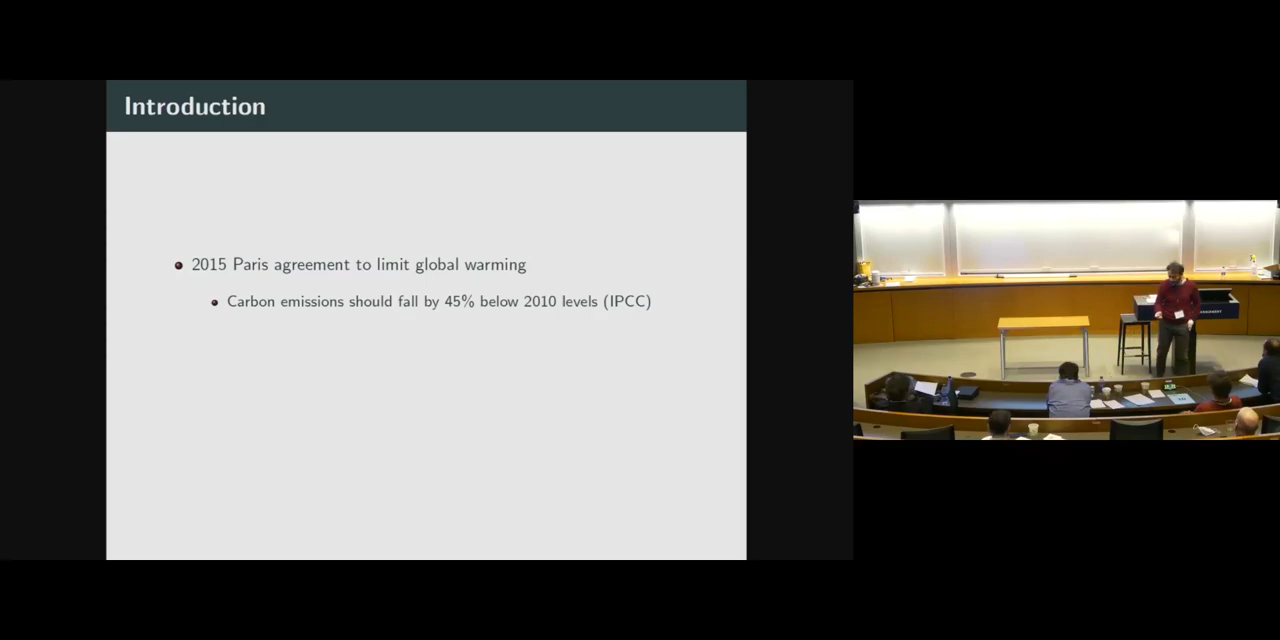 Introduction
2015 Paris agreement to limit global warming
Carbon emissions should fall by 45% below 2010 levels (IPCC)